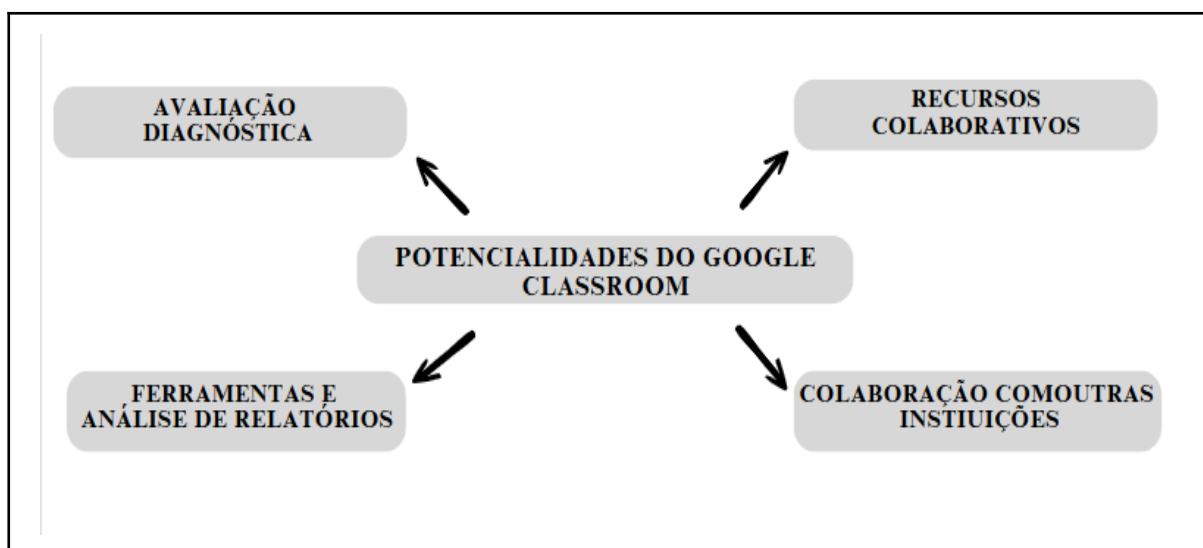 AVALIAÇÃO
DIAGNÓSTICA
RECURSOS
COLABORATIVOS
POTENCIALIDADES DO GOOGLE
CLASSROOM
FERRAMENTAS E
ANÁLISE DE RELATÓRIOS
COLABORAÇÃO COMOUTRAS
INSTIUIÇÕES